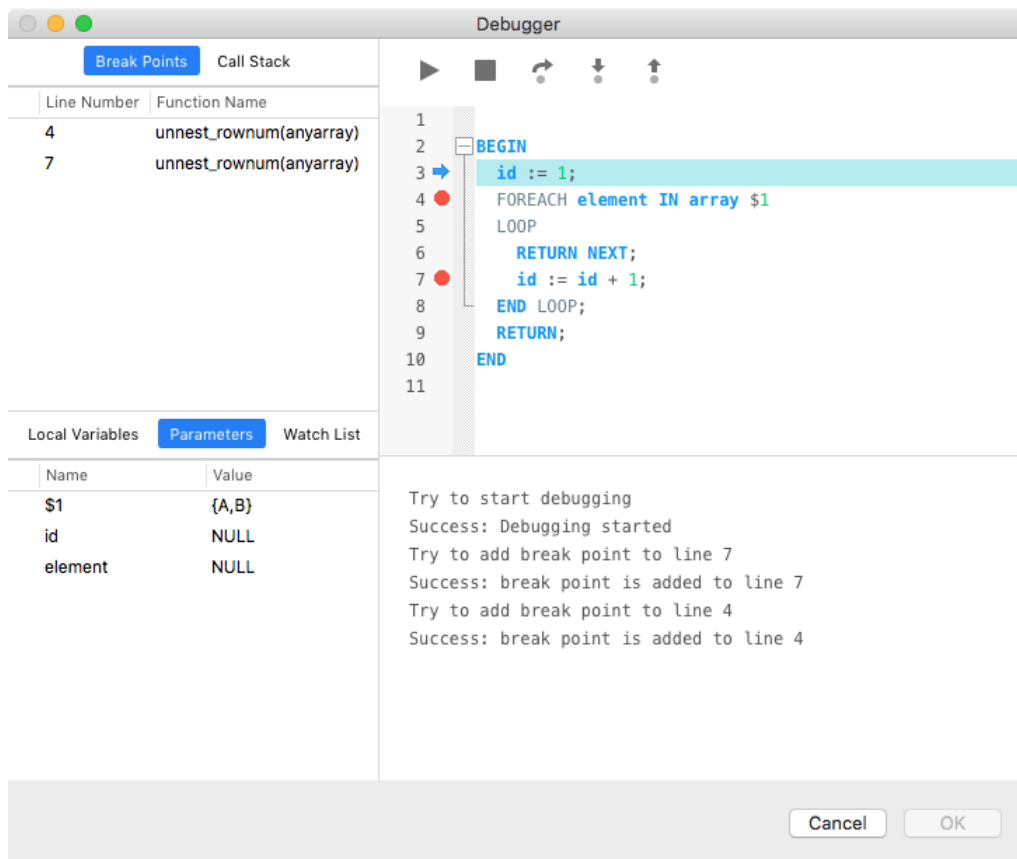 Debugger
Break Points Call Stack
Line Number Function Name
4 unnest_rownum(anyarray)
7 unnest_rownum(anyarray)
1
2 BEGIN
3 id := 1;
4 FOREACH element IN array $1
5 LOOP
6 RETURN NEXT;
7 id := id + 1;
8 END LOOP;
9 RETURN;
10 END
11
Local Variables Parameters Watch List
Name Value
$1 {A,B}
id NULL
element NULL
Try to start debugging
Success: Debugging started
Try to add break point to line 7
Success: break point is added to line 7
Try to add break point to line 4
Success: break point is added to line 4
Cancel OK